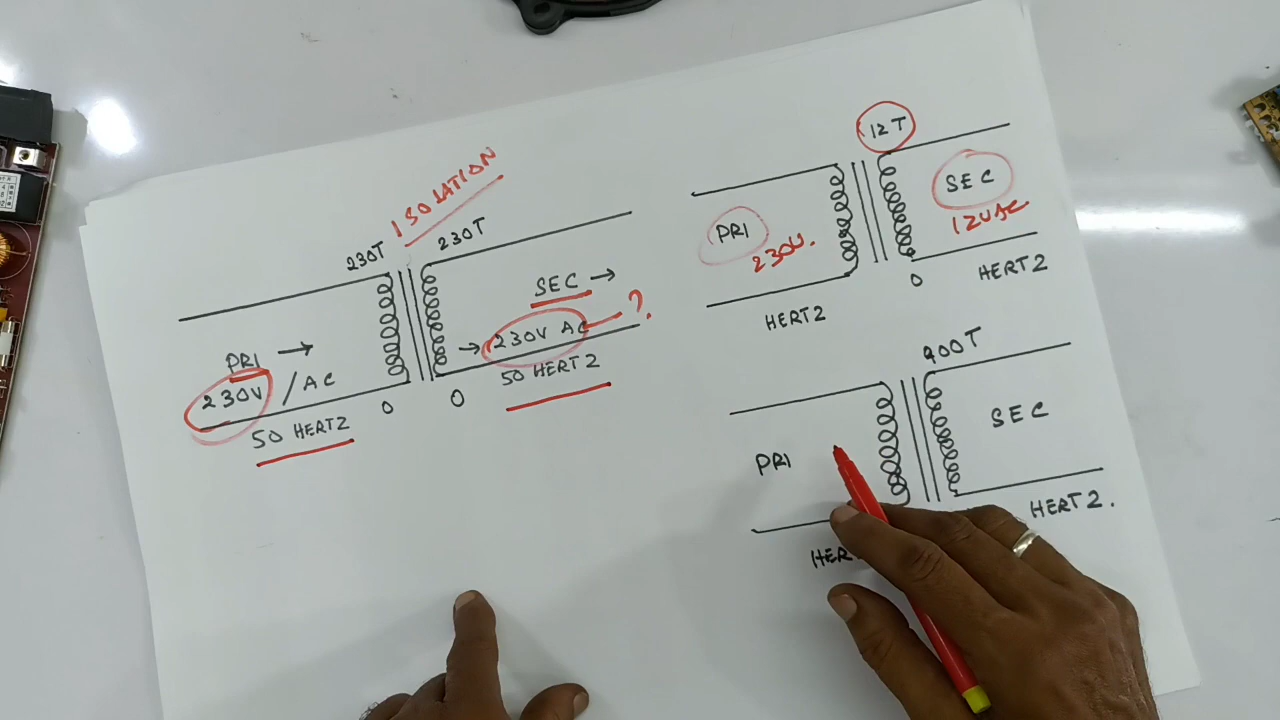 ISOLATION
230T
230T
PRI →
230V / AC
50 HERTZ
0
SEC →
→ 230V AC ?
50 HERTZ
0
12T
PRI
230V.
HERTZ
SEC
12VAC
0
HERTZ
PRI
400T
SEC
HERTZ.